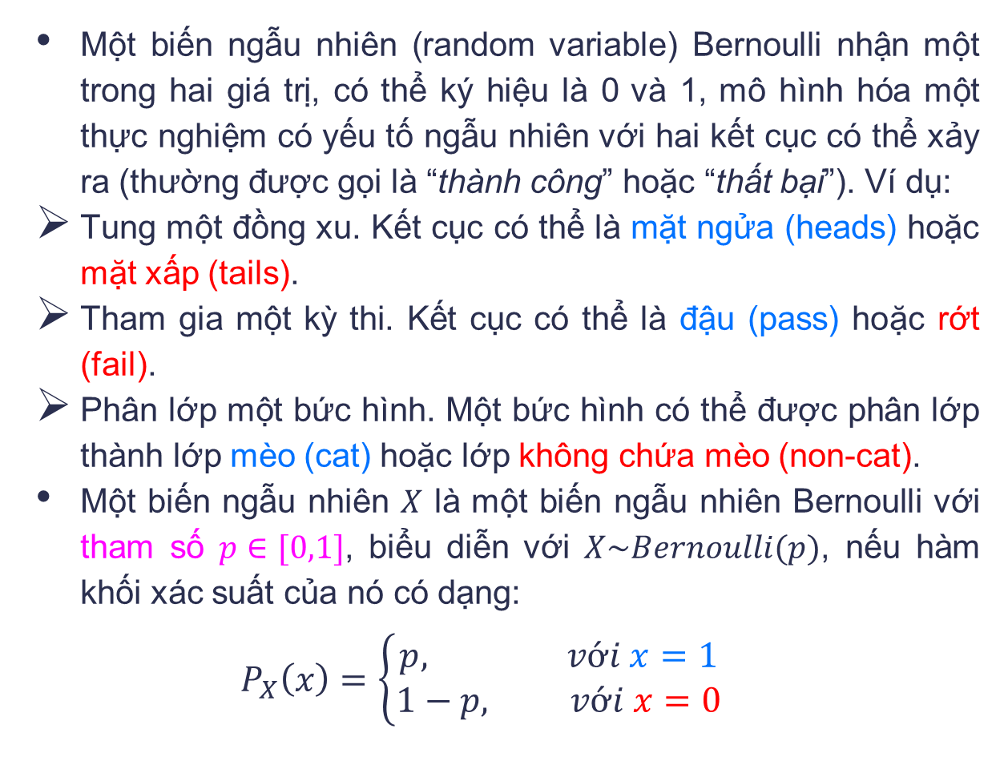 • Một biến ngẫu nhiên (random variable) Bernoulli nhận một
trong hai giá trị, có thể ký hiệu là 0 và 1, mô hình hóa một
thực nghiệm có yếu tố ngẫu nhiên với hai kết cục có thể xảy
ra (thường được gọi là “thành công” hoặc “thất bại”). Ví dụ:
➢ Tung một đồng xu. Kết cục có thể là mặt ngửa (heads) hoặc
mặt xấp (tails).
➢ Tham gia một kỳ thi. Kết cục có thể là đậu (pass) hoặc rớt
(fail).
➢ Phân lớp một bức hình. Một bức hình có thể được phân lớp
thành lớp mèo (cat) hoặc lớp không chứa mèo (non-cat).
• Một biến ngẫu nhiên X là một biến ngẫu nhiên Bernoulli với
tham số p ∈ [0,1], biểu diễn với X~Bernoulli(p), nếu hàm
khối xác suất của nó có dạng:
P_X(x) = { p, với x = 1
1 − p, với x = 0